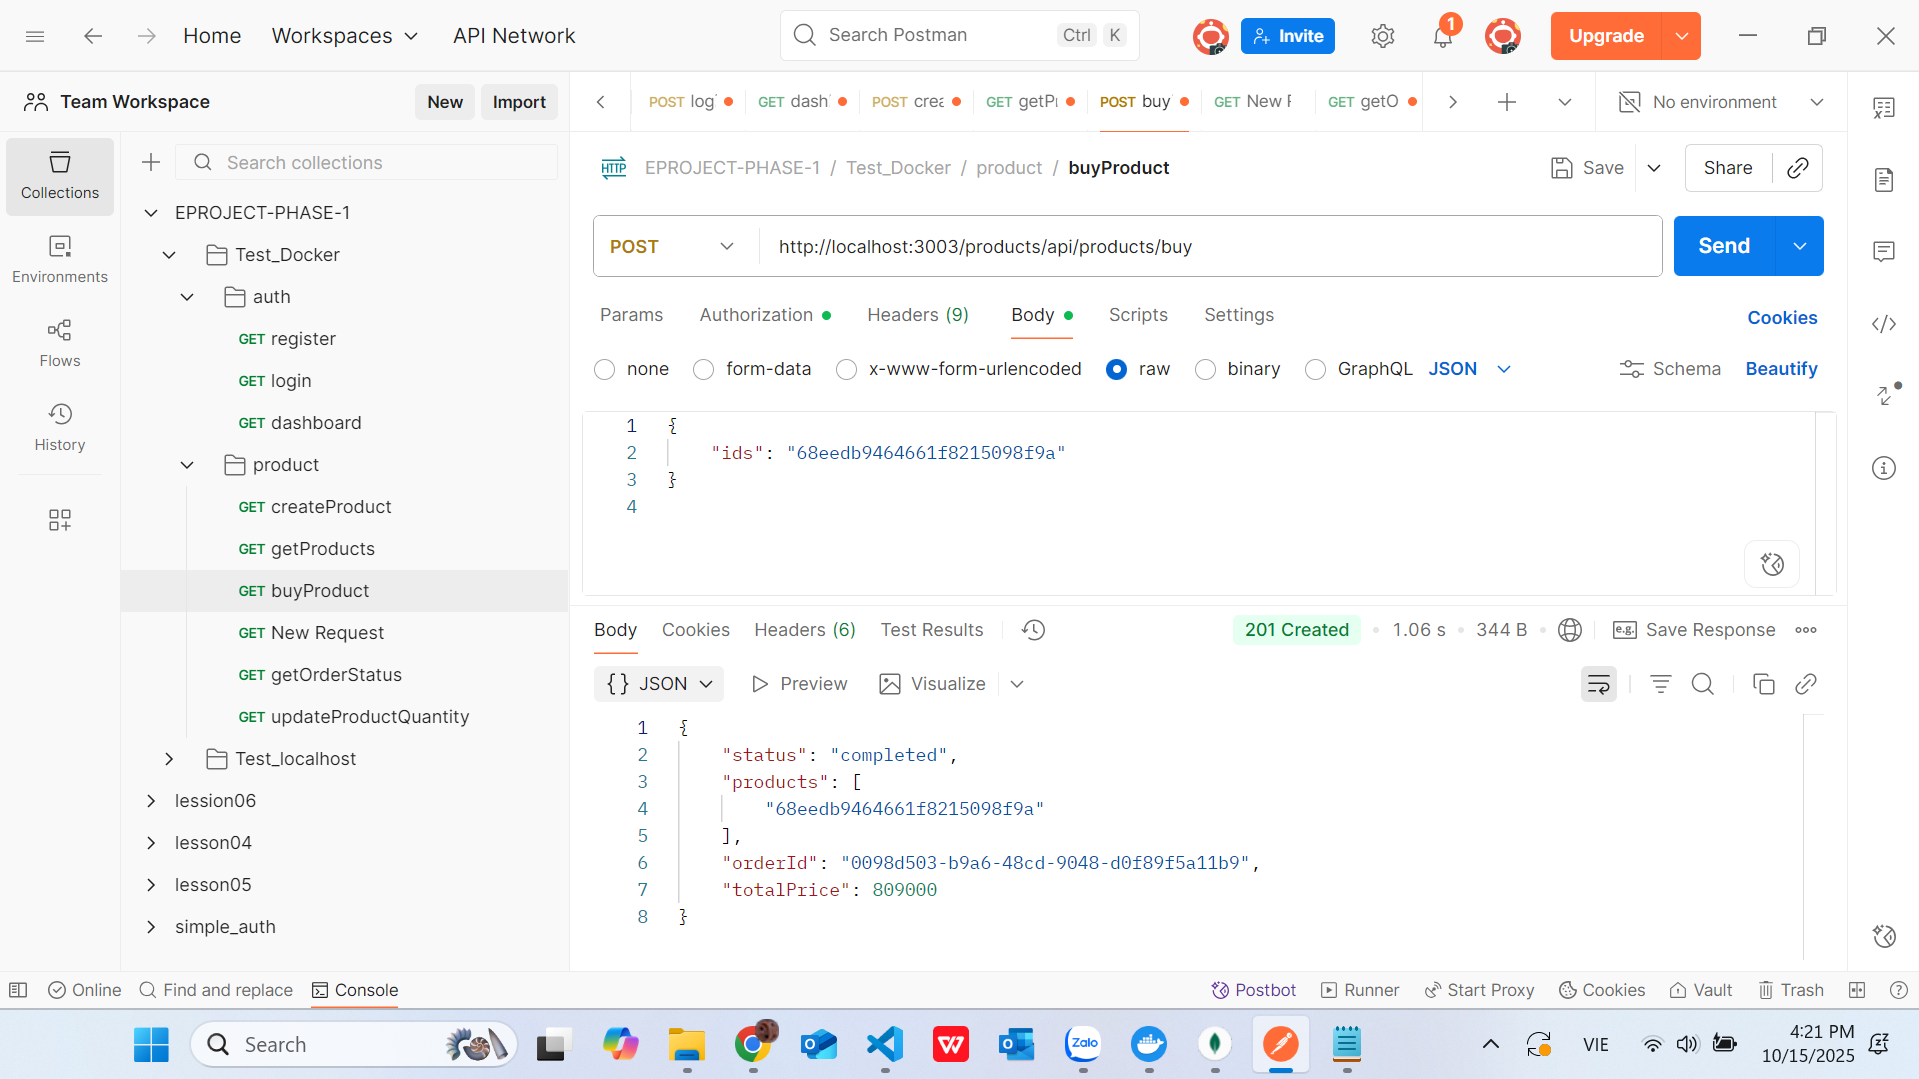 Home
Workspaces
API Network
Search Postman
Ctrl
K
Invite
1
Upgrade
Team Workspace
New
Import
POST log
GET dash
POST crea
GET getPr
POST buy
GET New R
GET getO
No environment
Search collections
EPROJECT-PHASE-1 / Test_Docker / product / buyProduct
Save
Share
Collections
Environments
Flows
History
EPROJECT-PHASE-1
Test_Docker
auth
GET register
GET login
GET dashboard
product
GET createProduct
GET getProducts
GET buyProduct
GET New Request
GET getOrderStatus
GET updateProductQuantity
Test_localhost
lession06
lesson04
lesson05
simple_auth
HTTP
POST
http://localhost:3003/products/api/products/buy
Send
Params
Authorization
Headers (9)
Body
Scripts
Settings
Cookies
none
form-data
x-www-form-urlencoded
raw
binary
GraphQL
JSON
Schema
Beautify
1 {
2 "ids": "68eedb9464661f8215098f9a"
3 }
4
Body
Cookies
Headers (6)
Test Results
201 Created
1.06 s
344 B
e.g.
Save Response
{} JSON
Preview
Visualize
1 {
2 "status": "completed",
3 "products": [
4 "68eedb9464661f8215098f9a"
5 ],
6 "orderId": "0098d503-b9a6-48cd-9048-d0f89f5a11b9",
7 "totalPrice": 809000
8 }
Online
Find and replace
Console
Postbot
Runner
Start Proxy
Cookies
Vault
Trash
Search
Zalo
VIE
4:21 PM
10/15/2025